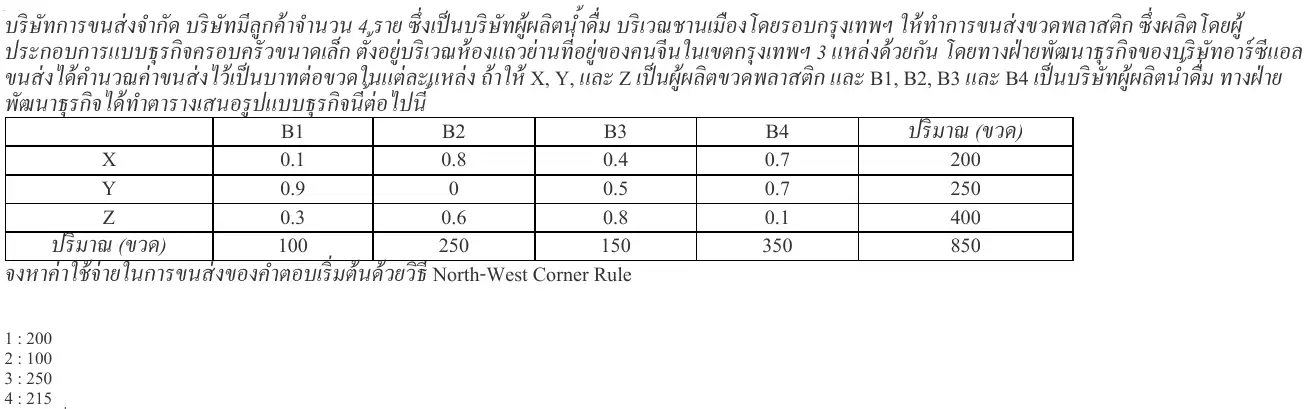 บริษัทการขนส่งจำกัด บริษัทมีลูกค้าจำนวน 4 ราย ซึ่งเป็นบริษัทผู้ผลิตน้ำดื่ม บริเวณชานเมืองโดยรอบกรุงเทพฯ ให้ทำการขนส่งขวดพลาสติก ซึ่งผลิตโดยผู้
ประกอบการแบบธุรกิจครอบครัวขนาดเล็ก ตั้งอยู่บริเวณห้องแถวย่านที่อยู่ของคนจีนในเขตกรุงเทพฯ 3 แหล่งด้วยกัน โดยทางฝ่ายพัฒนาธุรกิจของบริษัทอาร์ซีแอล
ขนส่งได้คำนวณค่าขนส่งไว้เป็นบาทต่อขวดในแต่ละแหล่ง ถ้าให้ X, Y, และ Z เป็นผู้ผลิตขวดพลาสติก และ B1, B2, B3 และ B4 เป็นบริษัทผู้ผลิตน้ำดื่ม ทางฝ่าย
พัฒนาธุรกิจได้ทำตารางเสนอรูปแบบธุรกิจนี้ต่อไปนี้
B1 B2 B3 B4 ปริมาณ (ขวด)
X 0.1 0.8 0.4 0.7 200
Y 0.9 0 0.5 0.7 250
Z 0.3 0.6 0.8 0.1 400
ปริมาณ (ขวด) 100 250 150 350 850
จงหาค่าใช้จ่ายในการขนส่งของคำตอบเริ่มต้นด้วยวิธี North-West Corner Rule
1 : 200
2 : 100
3 : 250
4 : 215